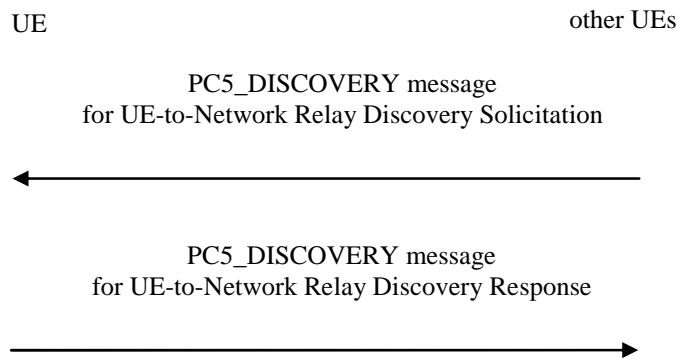 UE
other UEs
PC5_DISCOVERY message
for UE-to-Network Relay Discovery Solicitation
PC5_DISCOVERY message
for UE-to-Network Relay Discovery Response